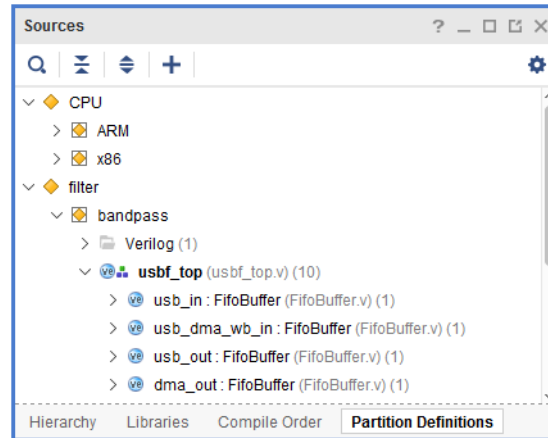 Sources
CPU
ARM
x86
filter
bandpass
Verilog (1)
usbf_top (usbf_top.v) (10)
usb_in : FifoBuffer (FifoBuffer.v) (1)
usb_dma_wb_in : FifoBuffer (FifoBuffer.v) (1)
usb_out : FifoBuffer (FifoBuffer.v) (1)
dma_out : FifoBuffer (FifoBuffer.v) (1)
Hierarchy Libraries Compile Order Partition Definitions